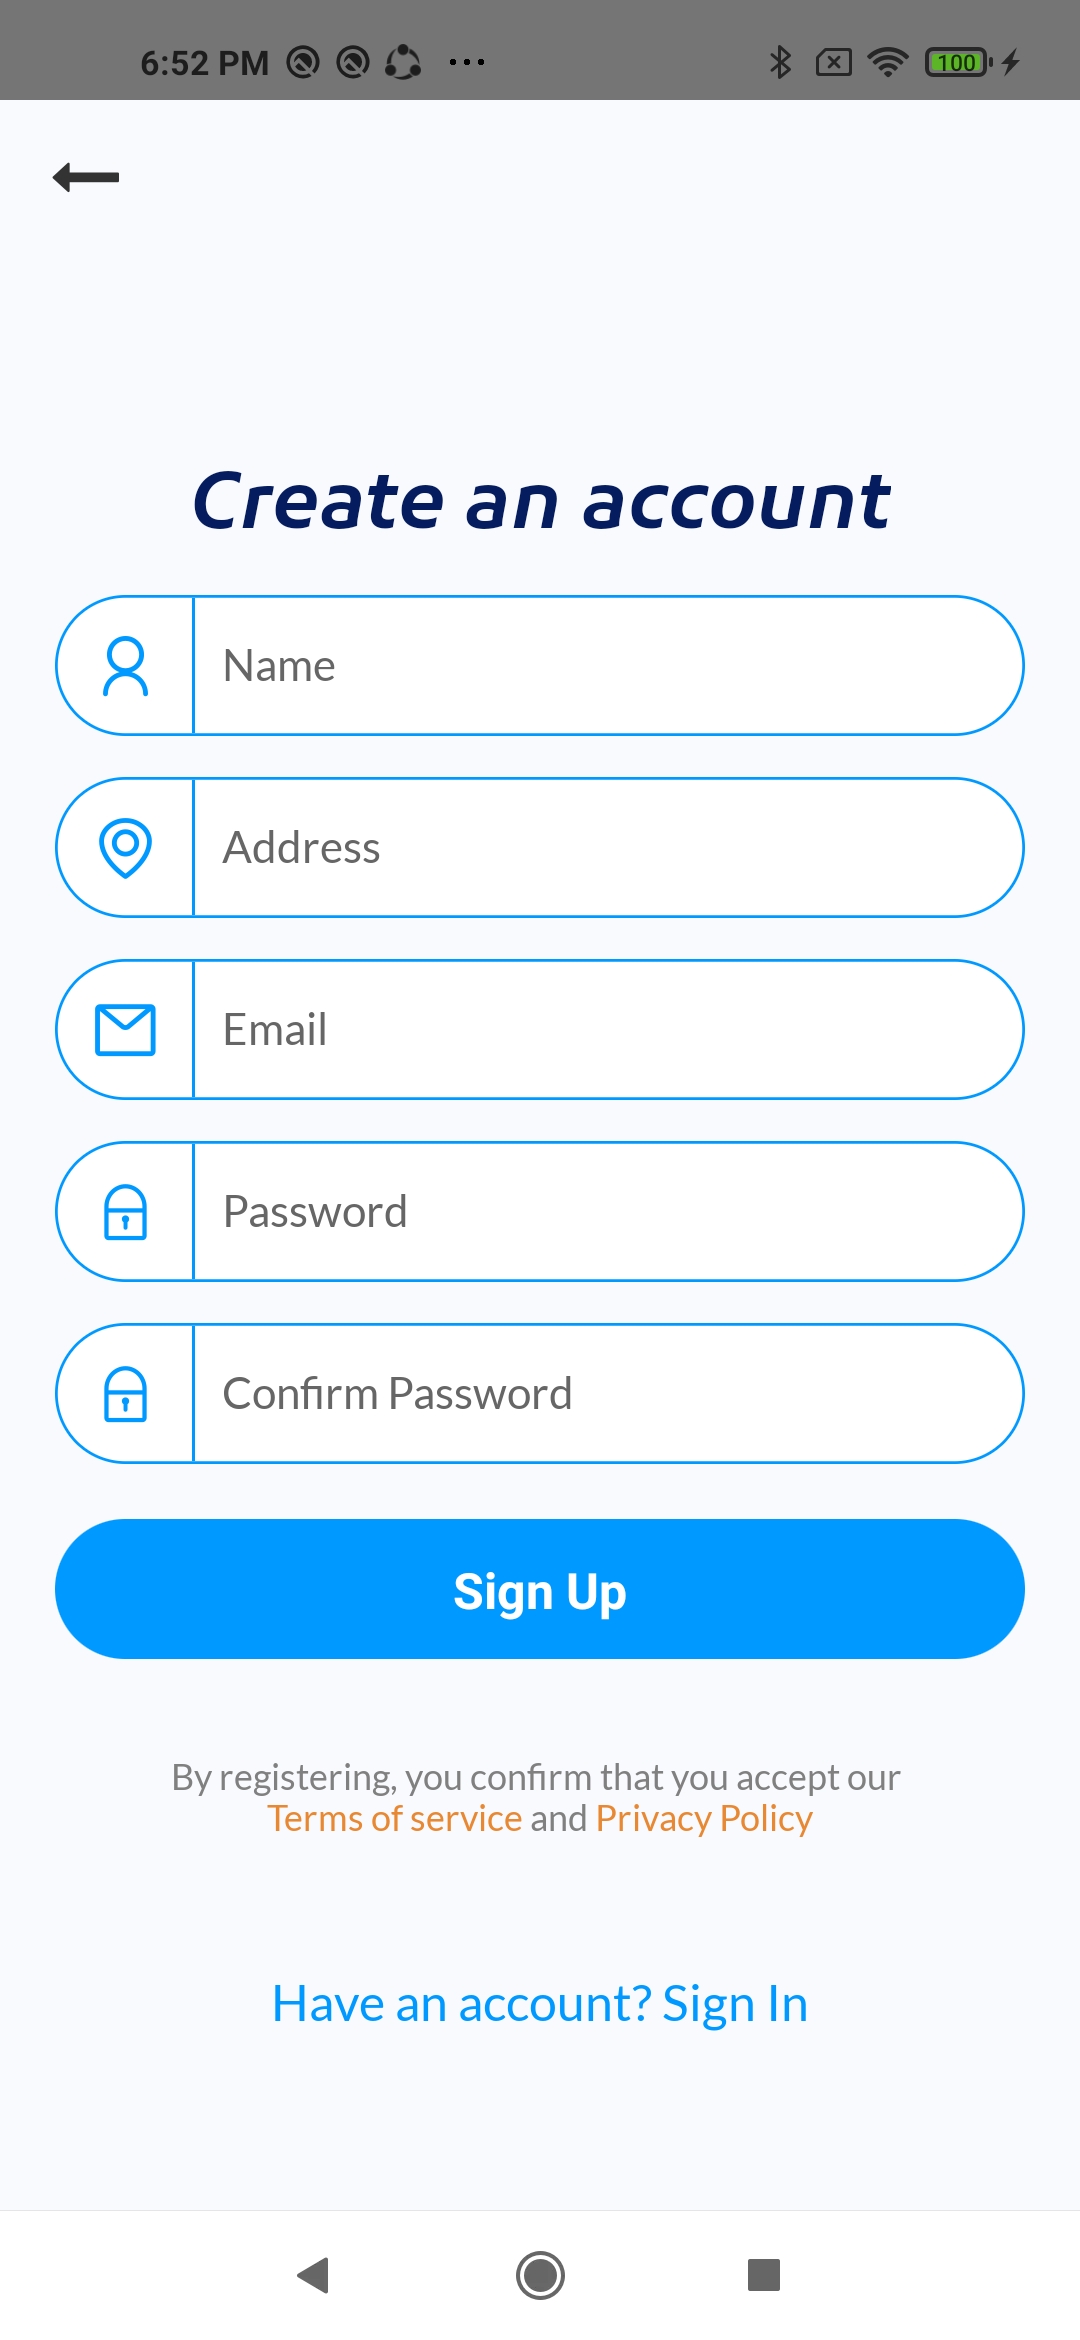 6:52 PM
100
Create an account
Name
Address
Email
Password
Confirm Password
Sign Up
By registering, you confirm that you accept our
Terms of service and Privacy Policy
Have an account? Sign In